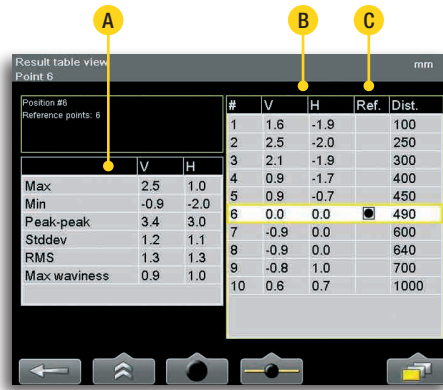 A B C
Result table view mm
Point 6
Position #6
Reference points: 6
V H
Max 2.5 1.0
Min -0.9 -2.0
Peak-peak 3.4 3.0
Stddev 1.2 1.1
RMS 1.3 1.3
Max waviness 0.9 1.0
# V H Ref. Dist.
1 1.6 -1.9 100
2 2.5 -2.0 250
3 2.1 -1.9 300
4 0.9 -1.7 400
5 0.9 -0.7 450
6 0.0 0.0 490
7 -0.9 0.0 600
8 -0.9 0.0 640
9 -0.8 1.0 700
10 0.6 0.7 1000